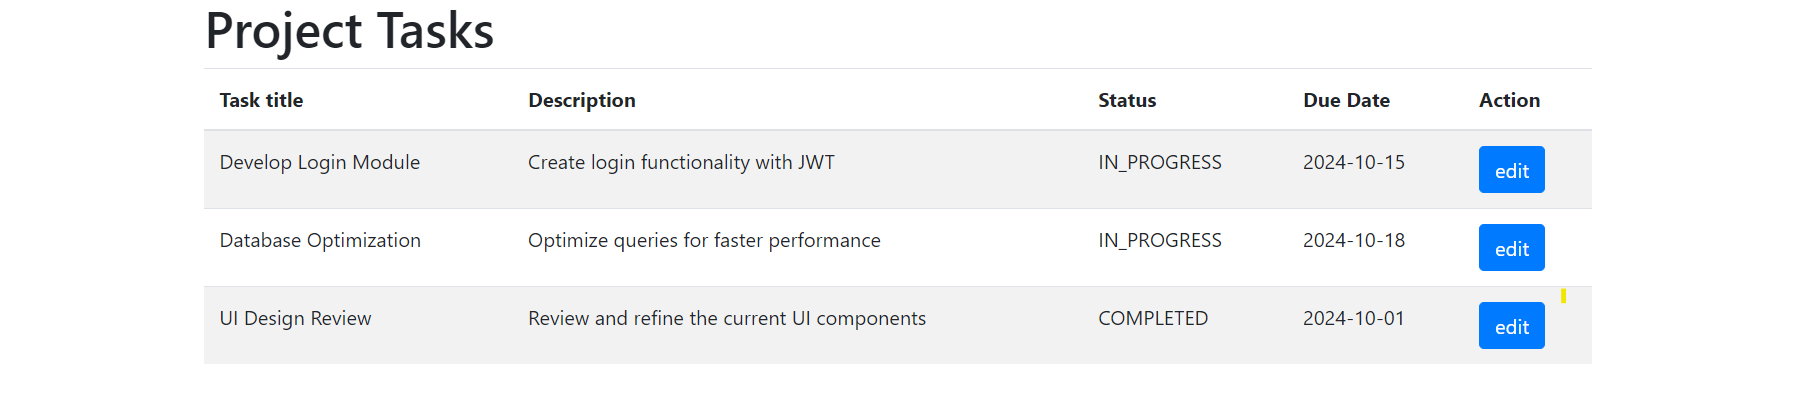 Project Tasks
Task title Description Status Due Date Action
Develop Login Module Create login functionality with JWT IN_PROGRESS 2024-10-15 edit
Database Optimization Optimize queries for faster performance IN_PROGRESS 2024-10-18 edit
UI Design Review Review and refine the current UI components COMPLETED 2024-10-01 edit